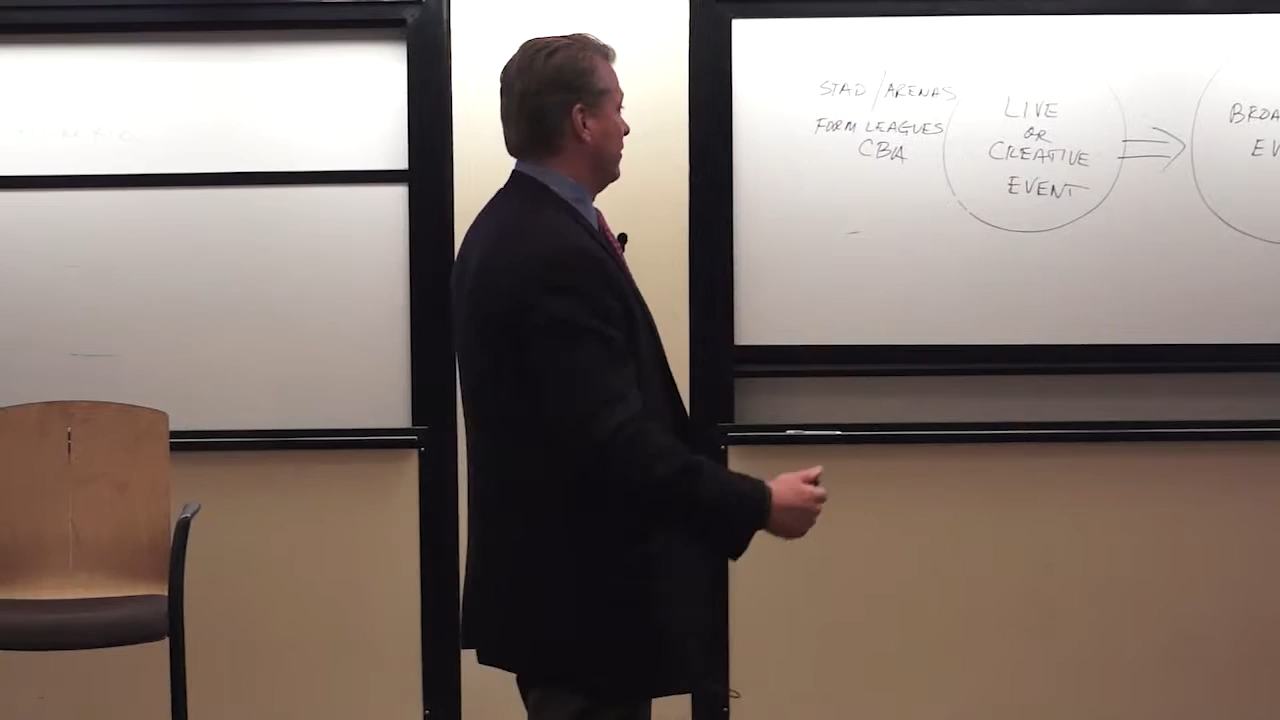 STAD/ARENAS
FORM LEAGUES
CBA
LIVE
OR
CREATIVE
EVENT
BROA
EV